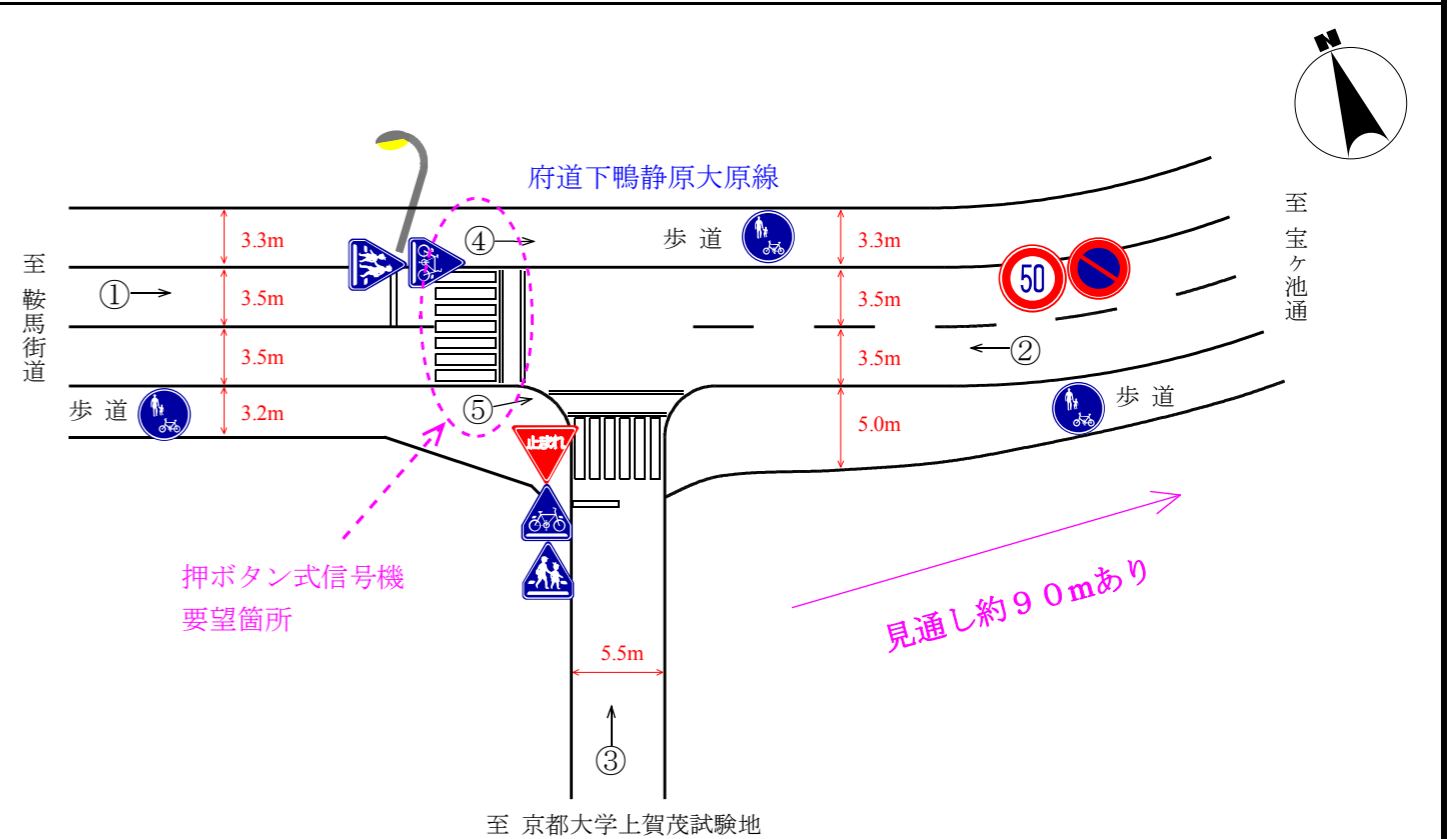 N
府道下鴨静原大原線
至 宝ヶ池通
④
歩道
3.3m
3.3m
至 鞍馬街道
①
3.5m
3.5m
50
3.5m
3.5m
②
歩道
3.2m
⑤
5.0m
歩道
止まれ
押ボタン式信号機
要望箇所
見通し約90mあり
5.5m
③
至 京都大学上賀茂試験地